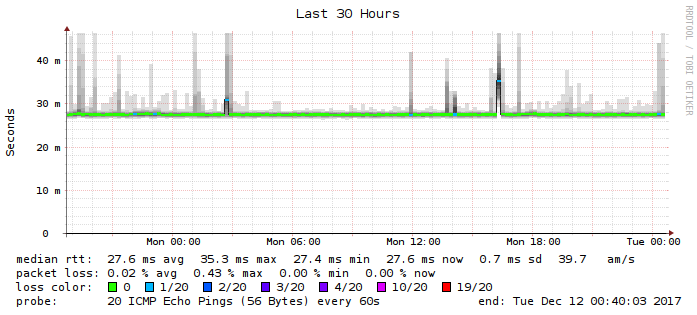 Last 30 Hours
RRDTOOL / TOBI OETIKER
Seconds
40 m
30 m
20 m
10 m
0
Mon 00:00 Mon 06:00 Mon 12:00 Mon 18:00 Tue 00:00
median rtt: 27.6 ms avg 35.3 ms max 27.4 ms min 27.6 ms now 0.7 ms sd 39.7 am/s
packet loss: 0.02 % avg 0.43 % max 0.00 % min 0.00 % now
loss color: 0 1/20 2/20 3/20 4/20 10/20 19/20
probe: 20 ICMP Echo Pings (56 Bytes) every 60s end: Tue Dec 12 00:40:03 2017